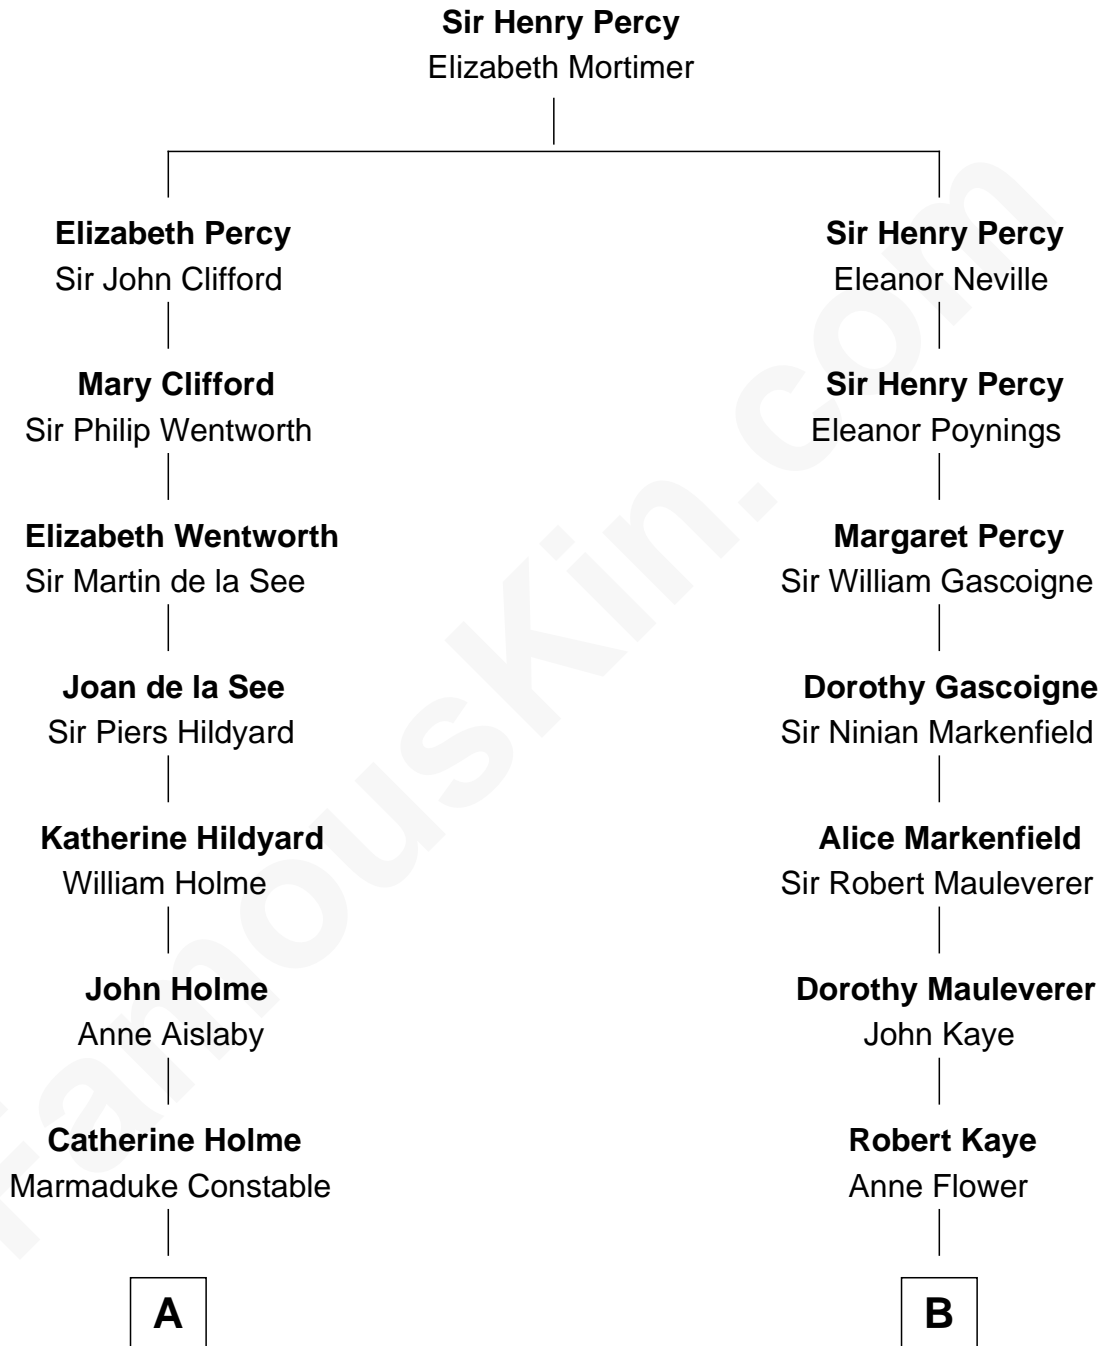 Sir Henry Percy
Elizabeth Mortimer
Elizabeth Percy
Sir John Clifford
Sir Henry Percy
Eleanor Neville
Mary Clifford
Sir Philip Wentworth
Sir Henry Percy
Eleanor Poynings
Elizabeth Wentworth
Sir Martin de la See
Margaret Percy
Sir William Gascoigne
Joan de la See
Sir Piers Hildyard
Dorothy Gascoigne
Sir Ninian Markenfield
Katherine Hildyard
William Holme
Alice Markenfield
Sir Robert Mauleverer
John Holme
Anne Aislaby
Dorothy Mauleverer
John Kaye
Catherine Holme
Marmaduke Constable
Robert Kaye
Anne Flower
A
B
FamousKin.com